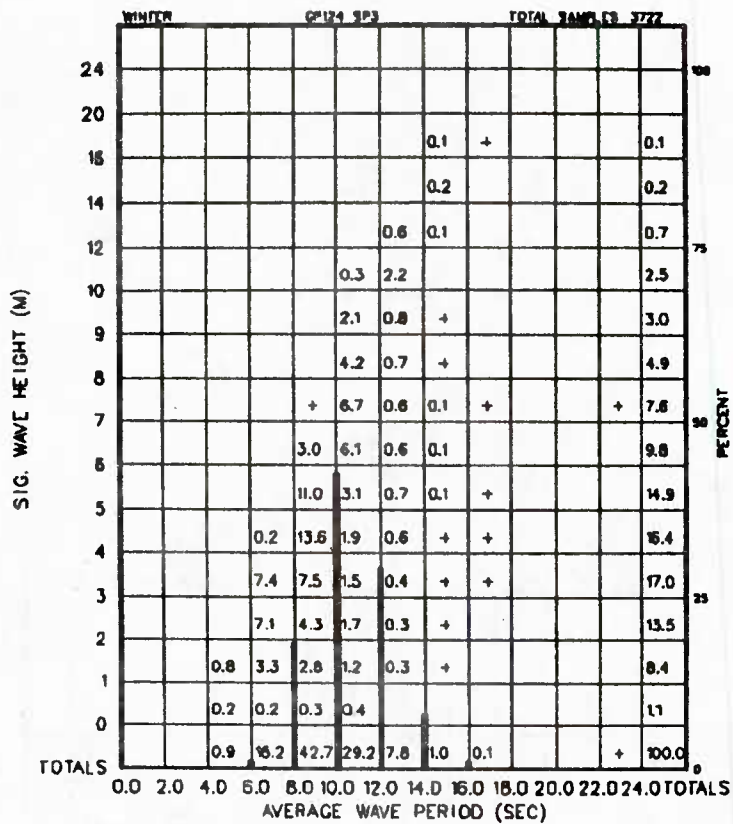 WINTER GP124 SP3 TOTAL SAMPLES 3727
24 100
20
0.1 + 0.1
16
0.2 0.2
14
0.6 0.1 0.7
12 75
0.3 2.2 2.5
10
2.1 0.8 + 3.0
9
4.2 0.7 + 4.9
8
+ 6.7 0.6 0.1 + + 7.6
7 50
3.0 6.1 0.6 0.1 9.8
6
11.0 3.1 0.7 0.1 + 14.9
5
0.2 13.6 1.9 0.6 + + 16.4
4
7.4 7.5 1.5 0.4 + + 17.0
3 25
7.1 4.3 1.7 0.3 + 13.5
2
0.8 3.3 2.8 1.2 0.3 + 8.4
1
0.2 0.2 0.3 0.4 1.1
0
0.9 16.2 42.7 29.2 7.8 1.0 0.1 + 100.0
TOTALS 0
0.0 2.0 4.0 6.0 8.0 10.0 12.0 14.0 16.0 18.0 20.0 22.0 24.0 TOTALS
AVERAGE WAVE PERIOD (SEC)
SIG. WAVE HEIGHT (M)
PERCENT